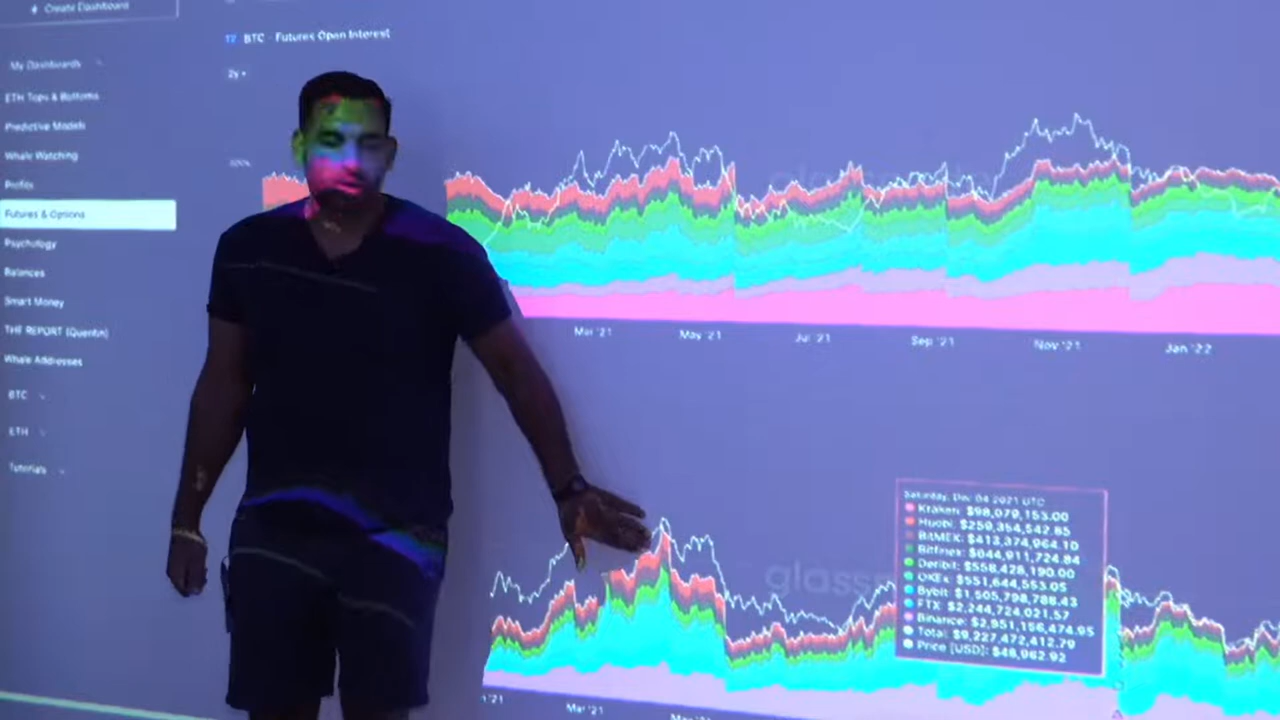 Create Dashboard
My Dashboards
ETH Tops & Bottoms
Predictive Models
Whale Watching
Profits
Futures & Options
Psychology
Balances
Smart Money
THE REPORT (Quentin)
Whale Addresses
BTC
ETH
Tutorials
BTC - Futures Open Interest
2y
Mar '21
May '21
Jul '21
Sep '21
Nov '21
Jan '22
Saturday, Dec 04 2021 UTC
Kraken: $98,079,153.00
Huobi: $259,354,542.85
BitMEX: $413,374,964.10
Bitfinex: $644,911,724.84
Deribit: $558,428,190.00
OKEx: $551,644,553.05
Bybit: $1,505,798,788.43
FTX: $2,244,724,021.57
Binance: $2,951,156,474.95
Total: $9,227,472,412.79
Price [USD]: $48,962.92
Mar '21